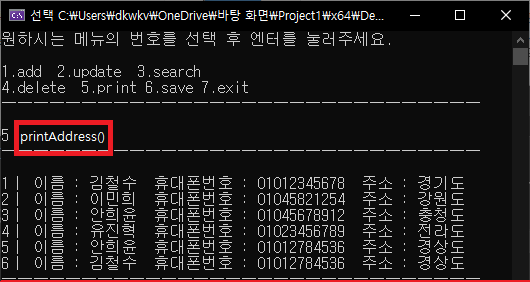 선택 C:₩Users₩dkwkv₩OneDrive₩바탕 화면₩Project1₩x64₩De...
원하시는 메뉴의 번호를 선택 후 엔터를 눌러주세요.
1.add 2.update 3.search
4.delete 5.print 6.save 7.exit
5 printAddress()
1| 이름 : 김철수 휴대폰번호 : 01012345678 주소 : 경기도
2| 이름 : 이민희 휴대폰번호 : 01045821254 주소 : 강원도
3| 이름 : 안희윤 휴대폰번호 : 01045678912 주소 : 충청도
4| 이름 : 유진혁 휴대폰번호 : 01023456789 주소 : 전라도
5| 이름 : 안희윤 휴대폰번호 : 01012784536 주소 : 경상도
6| 이름 : 김철수 휴대폰번호 : 01012784536 주소 : 경상도